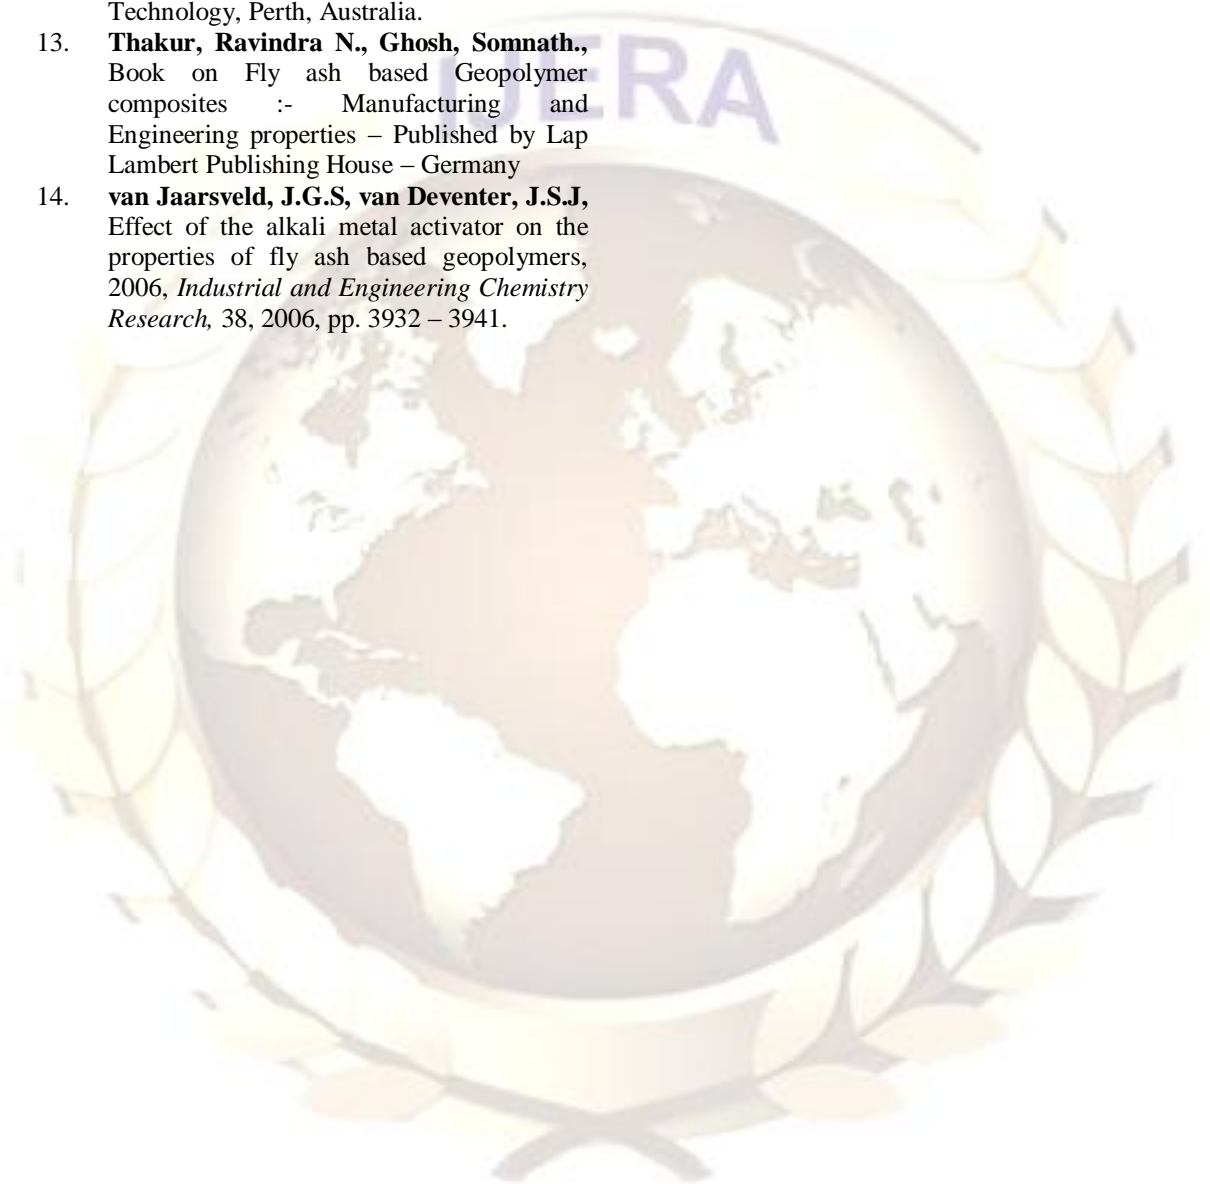 Technology, Perth, Australia.
13. Thakur, Ravindra N., Ghosh, Somnath.,
Book on Fly ash based Geopolymer
composites :- Manufacturing and
Engineering properties – Published by Lap
Lambert Publishing House – Germany
14. van Jaarsveld, J.G.S, van Deventer, J.S.J,
Effect of the alkali metal activator on the
properties of fly ash based geopolymers,
2006, Industrial and Engineering Chemistry
Research, 38, 2006, pp. 3932 – 3941.
IJERA